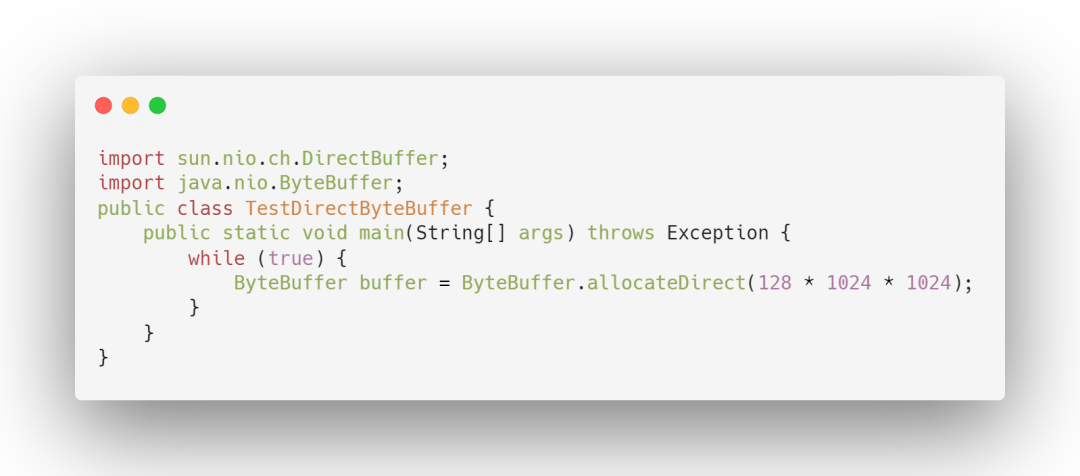 import sun.nio.ch.DirectBuffer;
import java.nio.ByteBuffer;
public class TestDirectByteBuffer {
    public static void main(String[] args) throws Exception {
        while (true) {
            ByteBuffer buffer = ByteBuffer.allocateDirect(128 * 1024 * 1024);
        }
    }
}